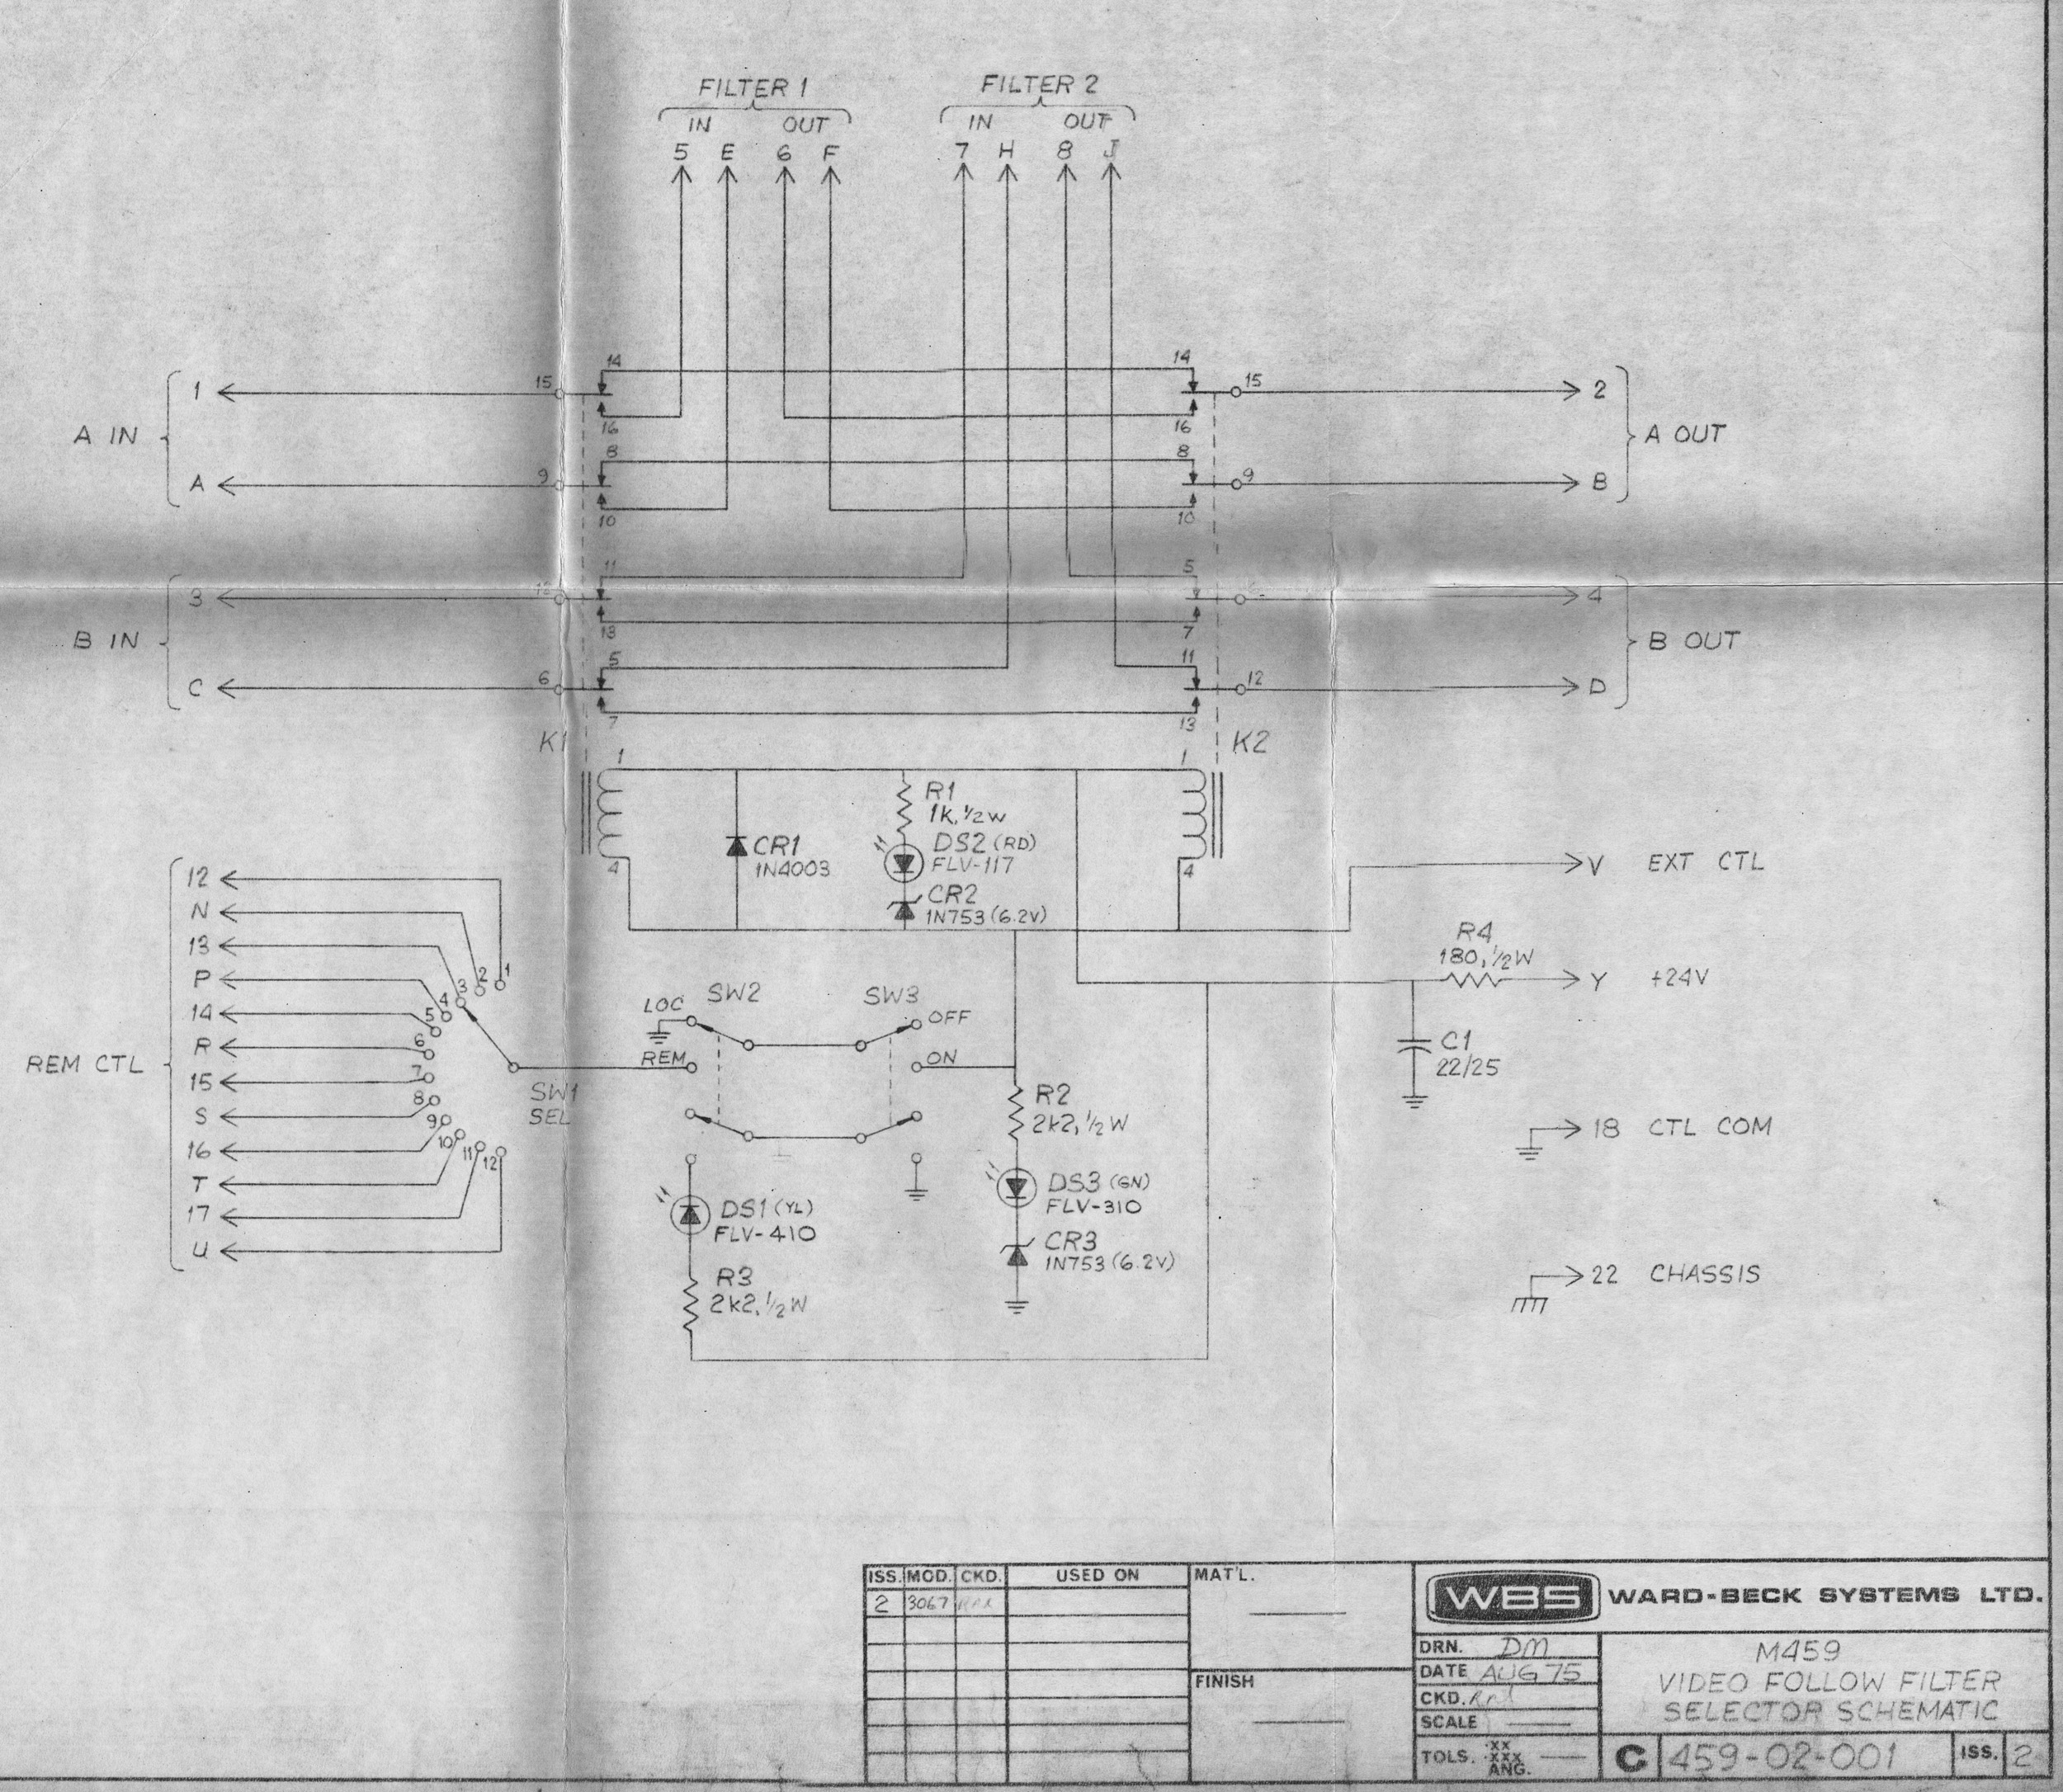 FILTER 1
IN OUT
5 E 6 F
FILTER 2
IN OUT
7 H 8 J
A IN
1
A
15
9
14
16
8
10
14
16
8
10
15
9
2
B
A OUT
B IN
3
C
12
6
11
13
5
7
5
7
11
13
12
4
D
B OUT
K1
1
4
K2
1
4
R1
1K, 1/2W
DS2 (RD)
FLV-117
CR1
1N4003
CR2
1N753 (6.2V)
V EXT CTL
R4
180, 1/2W
Y +24V
C1
22/25
18 CTL COM
22 CHASSIS
REM CTL
12
N
13
P
14
R
15
S
16
T
17
U
1
2
3
4
5
6
7
8
9
10
11
12
SW1
SEL
LOC
REM
SW2
SW3
OFF
ON
R2
2K2, 1/2W
DS3 (GN)
FLV-310
CR3
1N753 (6.2V)
DS1 (YL)
FLV-410
R3
2K2, 1/2W
ISS. MOD. CKD. USED ON
2 3067
MAT'L.
FINISH
WBS WARD-BECK SYSTEMS LTD.
DRN. DM
DATE AUG 75
CKD.
SCALE
TOLS. .XX
.XXX
ANG.
M459
VIDEO FOLLOW FILTER
SELECTOR SCHEMATIC
C 459-02-001 ISS. 2